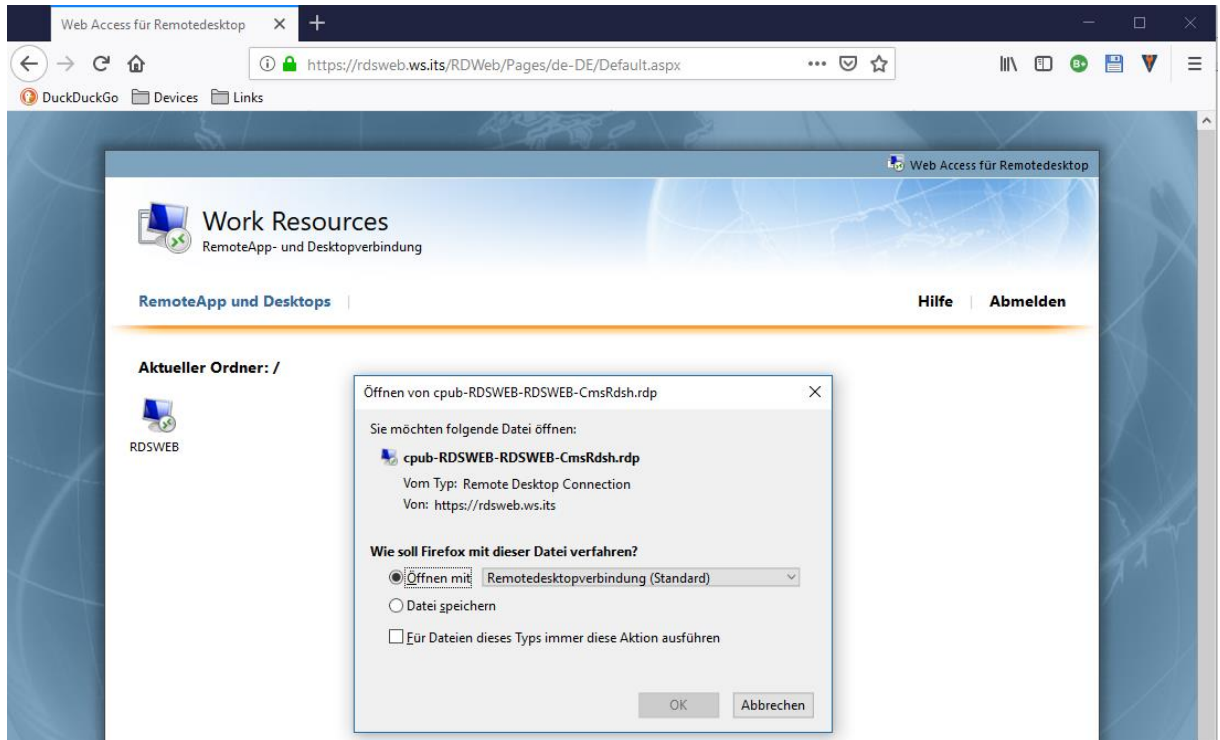 Web Access für Remotedesktop
https://rdsweb.ws.its/RDWeb/Pages/de-DE/Default.aspx
DuckDuckGo Devices Links
Web Access für Remotedesktop
Work Resources
RemoteApp- und Desktopverbindung
RemoteApp und Desktops
Hilfe Abmelden
Aktueller Ordner: /
RDSWEB
Öffnen von cpub-RDSWEB-RDSWEB-CmsRdsh.rdp
Sie möchten folgende Datei öffnen:
cpub-RDSWEB-RDSWEB-CmsRdsh.rdp
Vom Typ: Remote Desktop Connection
Von: https://rdsweb.ws.its
Wie soll Firefox mit dieser Datei verfahren?
Öffnen mit Remotedesktopverbindung (Standard)
Datei speichern
Für Dateien dieses Typs immer diese Aktion ausführen
OK Abbrechen